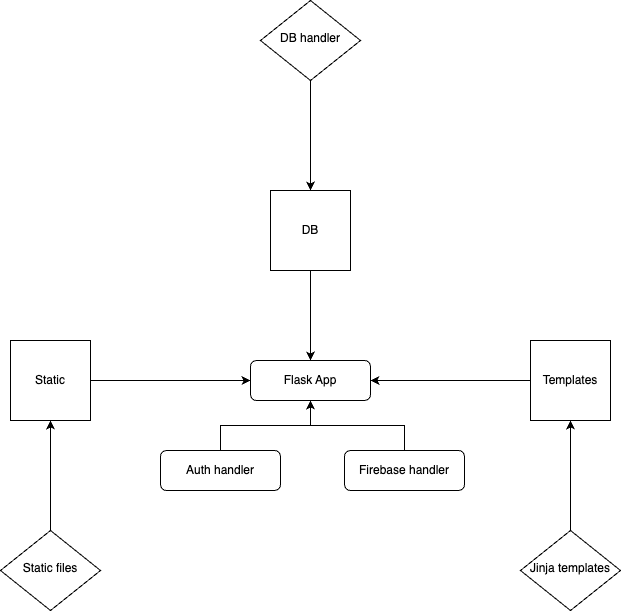 DB handler
DB
Static
Flask App
Templates
Auth handler
Firebase handler
Static files
Jinja templates